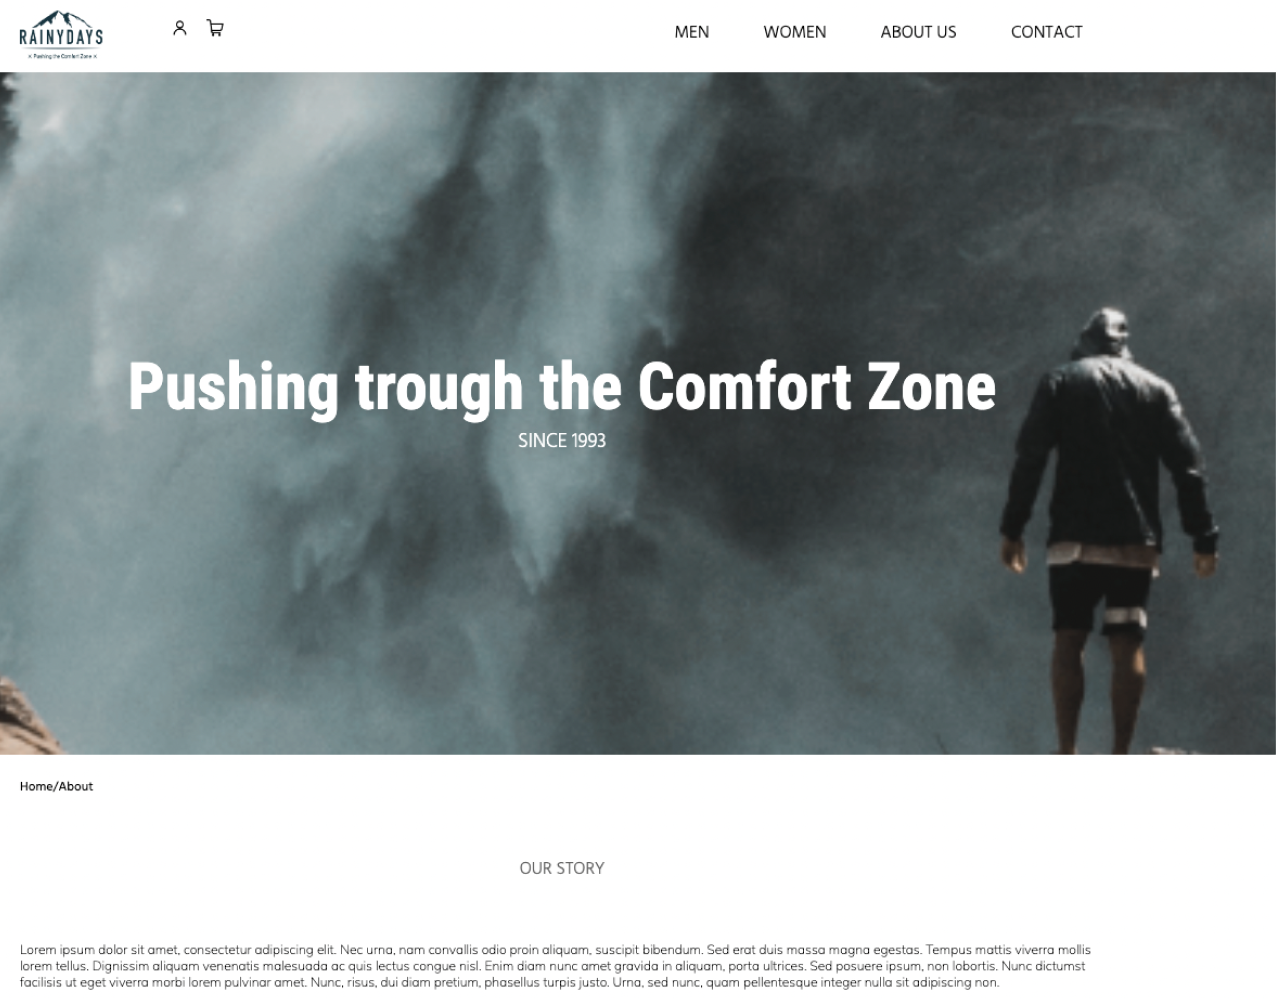 RAINYDAYS
x Pushing the Comfort Zone x
MEN WOMEN ABOUT US CONTACT
Pushing trough the Comfort Zone
SINCE 1993
Home/About
OUR STORY
Lorem ipsum dolor sit amet, consectetur adipiscing elit. Nec urna, nam convallis odio proin aliquam, suscipit bibendum. Sed erat duis massa magna egestas. Tempus mattis viverra mollis
lorem tellus. Dignissim aliquam venenatis malesuada ac quis lectus congue nisl. Enim diam nunc amet gravida in aliquam, porta ultrices. Sed posuere ipsum, non lobortis. Nunc dictumst
facilisis ut eget viverra morbi lorem pulvinar amet. Nunc, risus, dui diam pretium, phasellus turpis justo. Urna, sed nunc, quam pellentesque integer nulla sit adipiscing non.